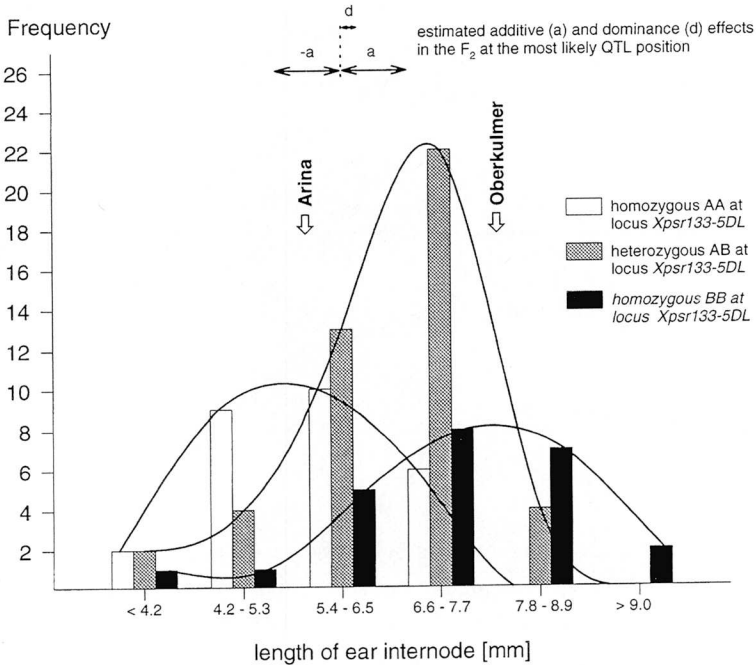 Frequency
d
-a
a
estimated additive (a) and dominance (d) effects
in the F2 at the most likely QTL position
26
24
22
20
18
16
14
12
10
8
6
4
2
Arina
Oberkulmer
homozygous AA at
locus Xpsr133-5DL
heterozygous AB at
locus Xpsr133-5DL
homozygous BB at
locus Xpsr133-5DL
< 4.2
4.2 - 5.3
5.4 - 6.5
6.6 - 7.7
7.8 - 8.9
> 9.0
length of ear internode [mm]